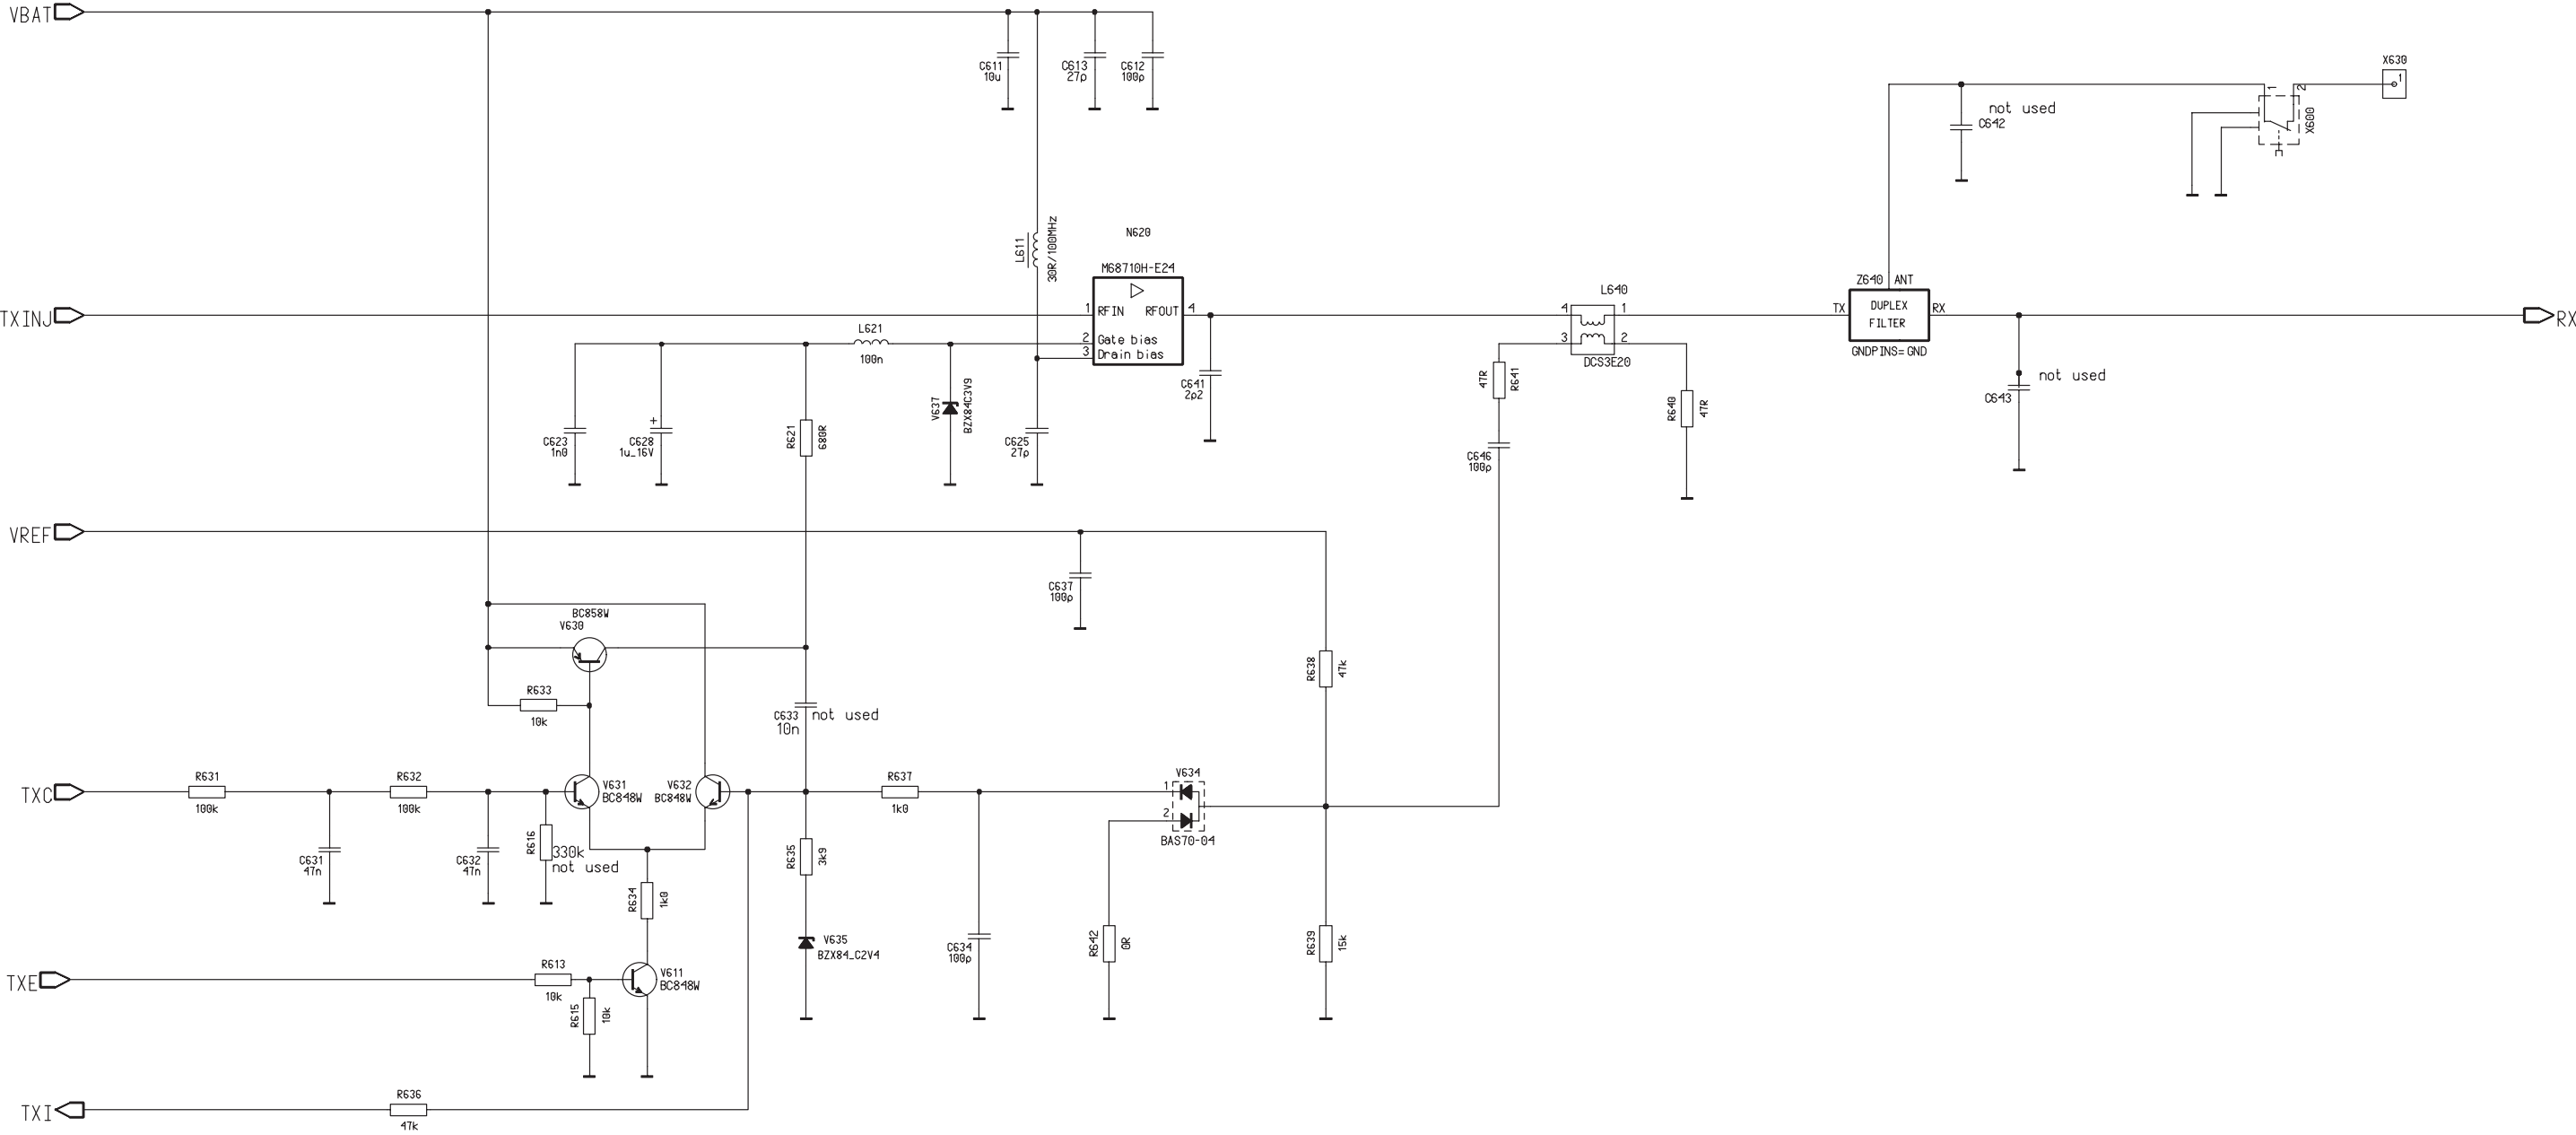 VBAT
C611
10u
C613
27p
C612
100p
X630
1
not used
C642
1
2
X600
L611
30R/100MHz
N620
M68710H-E24
TXINJ
1
RFIN
RFOUT
4
2
Gate bias
3
Drain bias
L621
100n
L640
4
1
3
2
DCS3E20
Z640
ANT
TX
DUPLEX
FILTER
RX
GNDPINS=GND
RX
C623
1n0
C628
+
1u_16V
R621
680R
V637
BZX84C3V9
C625
27p
C641
2p2
47R
R641
C646
100p
R640
47R
not used
C643
VREF
C637
100p
BC858W
V630
R633
10k
C633
10n
not used
R638
47k
TXC
R631
100k
R632
100k
V631
BC848W
V632
BC848W
R637
1k0
V634
1
2
BAS70-04
C631
47n
C632
47n
R616
330k
not used
R635
3k9
R634
1k0
V635
BZX84_C2V4
C634
100p
R642
0R
R639
15k
TXE
R613
10k
V611
BC848W
R615
10k
TXI
R636
47k